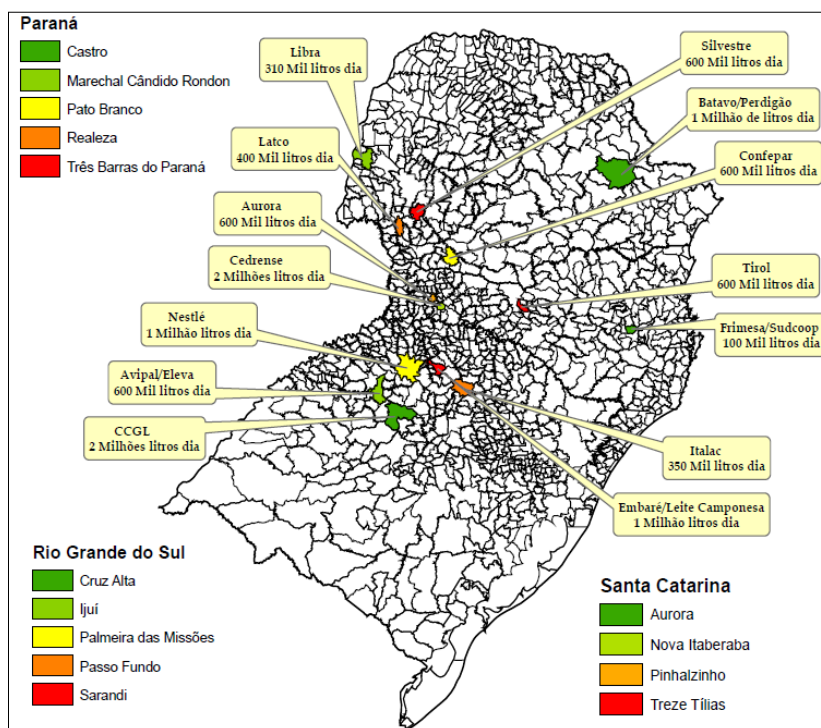 Paraná
Castro
Marechal Cândido Rondon
Pato Branco
Realeza
Três Barras do Paraná
Libra
310 Mil litros dia
Silvestre
600 Mil litros dia
Batavo/Perdigão
1 Milhão de litros dia
Latco
400 Mil litros dia
Confepar
600 Mil litros dia
Aurora
600 Mil litros dia
Cedrense
2 Milhões litros dia
Tirol
600 Mil litros dia
Nestlé
1 Milhão litros dia
Frimesa/Sudcoop
100 Mil litros dia
Avipal/Eleva
600 Mil litros dia
CCGL
2 Milhões litros dia
Italac
350 Mil litros dia
Embaré/Leite Camponesa
1 Milhão litros dia
Rio Grande do Sul
Cruz Alta
Ijuí
Palmeira das Missões
Passo Fundo
Sarandi
Santa Catarina
Aurora
Nova Itaberaba
Pinhalzinho
Treze Tílias